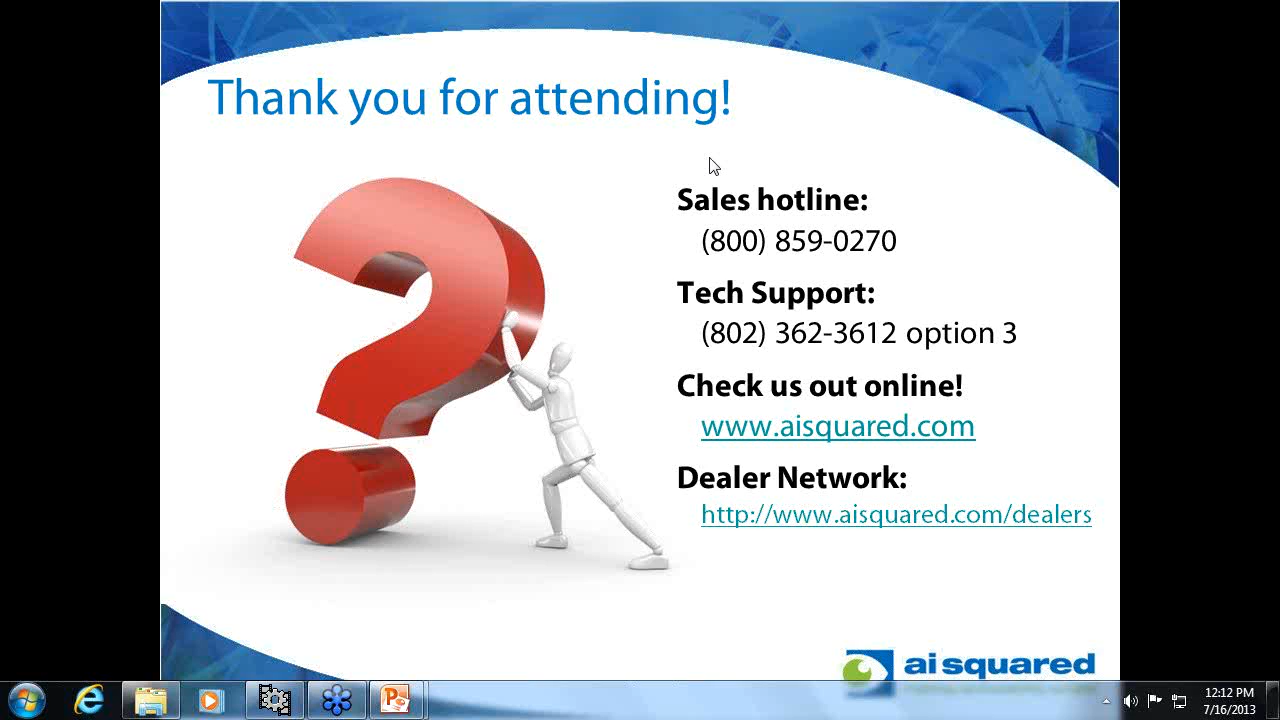 Thank you for attending!
Sales hotline:
(800) 859-0270
Tech Support:
(802) 362-3612 option 3
Check us out online!
www.aisquared.com
Dealer Network:
http://www.aisquared.com/dealers
ai squared
12:12 PM
7/16/2013